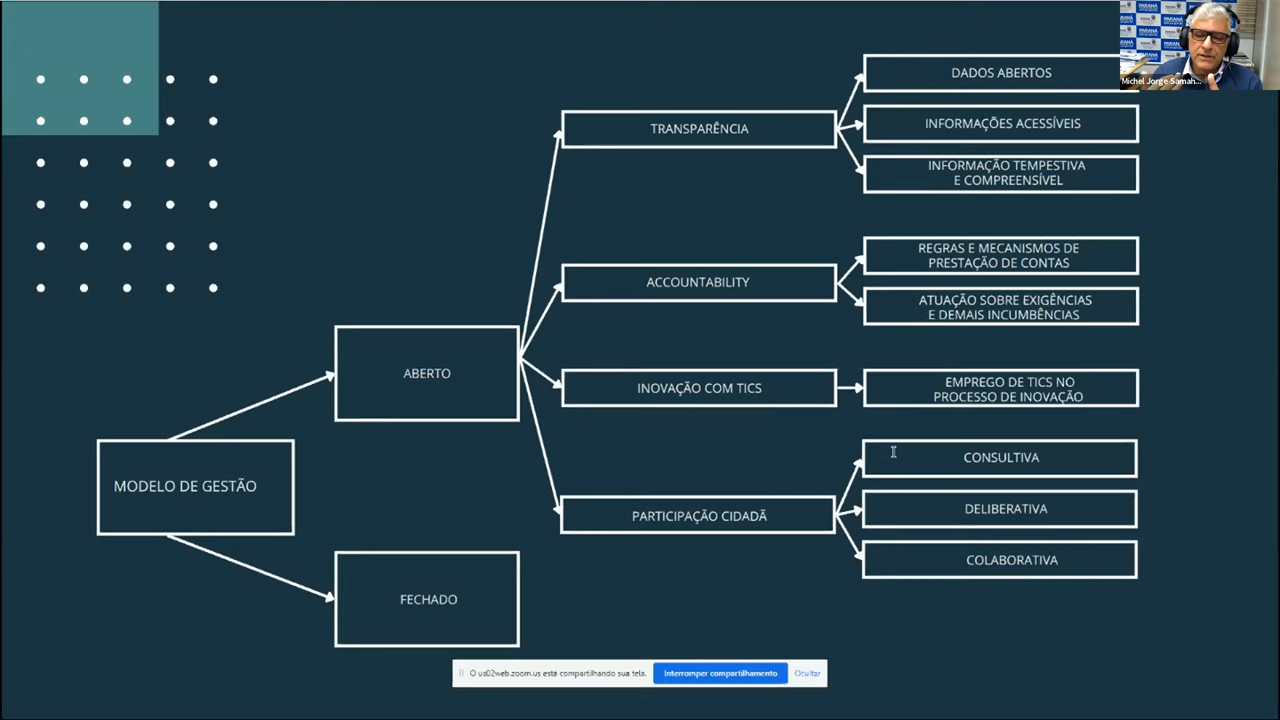 DADOS ABERTOS
Michel Jorge Samah...
TRANSPARÊNCIA
INFORMAÇÕES ACESSÍVEIS
INFORMAÇÃO TEMPESTIVA
E COMPREENSÍVEL
REGRAS E MECANISMOS DE
PRESTAÇÃO DE CONTAS
ACCOUNTABILITY
ATUAÇÃO SOBRE EXIGÊNCIAS
E DEMAIS INCUMBÊNCIAS
ABERTO
INOVAÇÃO COM TICS
EMPREGO DE TICS NO
PROCESSO DE INOVAÇÃO
CONSULTIVA
MODELO DE GESTÃO
PARTICIPAÇÃO CIDADÃ
DELIBERATIVA
COLABORATIVA
FECHADO
O us02web.zoom.us está compartilhando sua tela.
Interromper compartilhamento
Ocultar